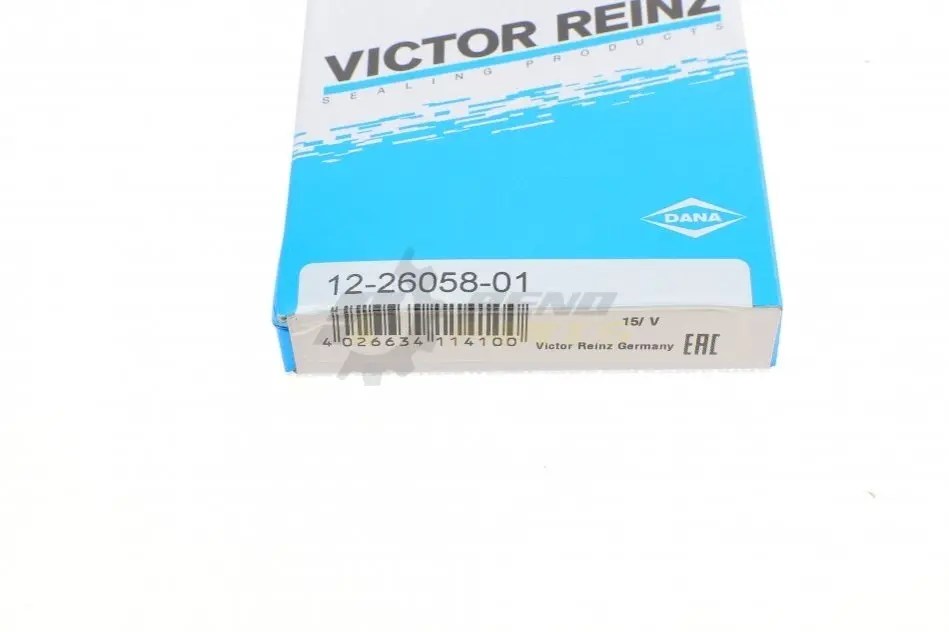 VICTOR REINZ
SEALING PRODUCTS
DANA
12-26058-01
15/ V
4 026634 114100
Victor Reinz Germany
EAC